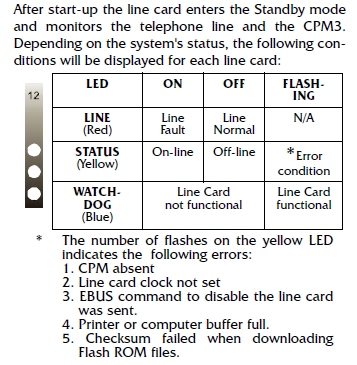 After start-up the line card enters the Standby mode
and monitors the telephone line and the CPM3.
Depending on the system's status, the following con-
ditions will be displayed for each line card:
12
LED ON OFF FLASH-
ING
LINE
(Red)
Line
Fault
Line
Normal
N/A
STATUS
(Yellow)
On-line
Off-line
*Error
condition
WATCH-
DOG
(Blue)
Line Card
not functional
Line Card
functional
* The number of flashes on the yellow LED
indicates the following errors:
1. CPM absent
2. Line card clock not set
3. EBUS command to disable the line card
was sent.
4. Printer or computer buffer full.
5. Checksum failed when downloading
Flash ROM files.